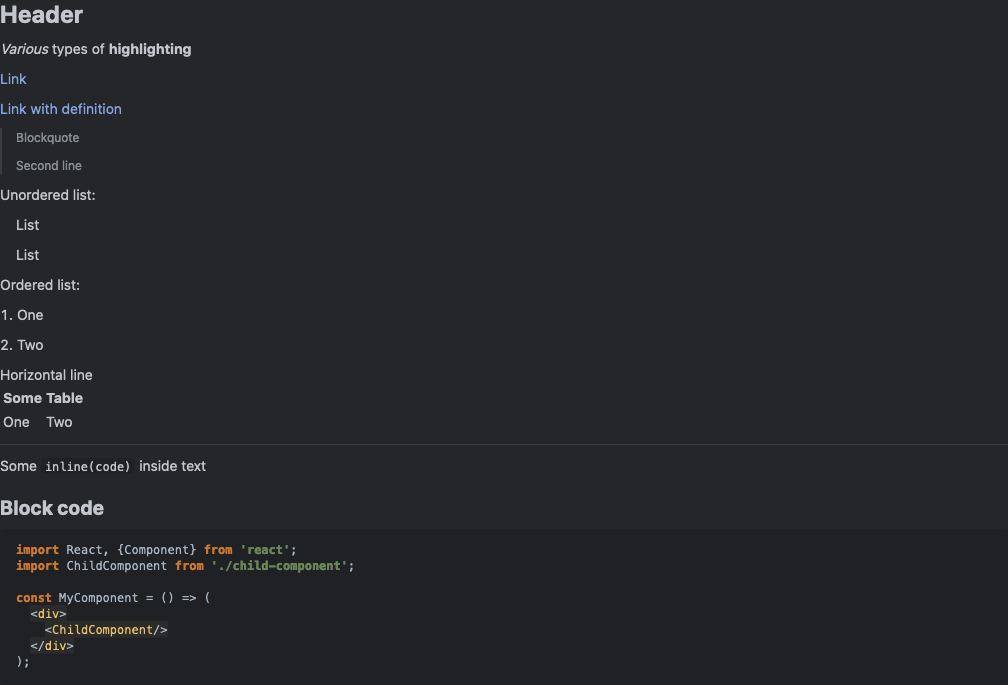 Header
Various types of highlighting
Link
Link with definition
Blockquote
Second line
Unordered list:
List
List
Ordered list:
1. One
2. Two
Horizontal line
Some Table
One Two
Some inline(code) inside text
Block code
import React, {Component} from 'react';
import ChildComponent from './child-component';
const MyComponent = () => (
<div>
<ChildComponent/>
</div>
);